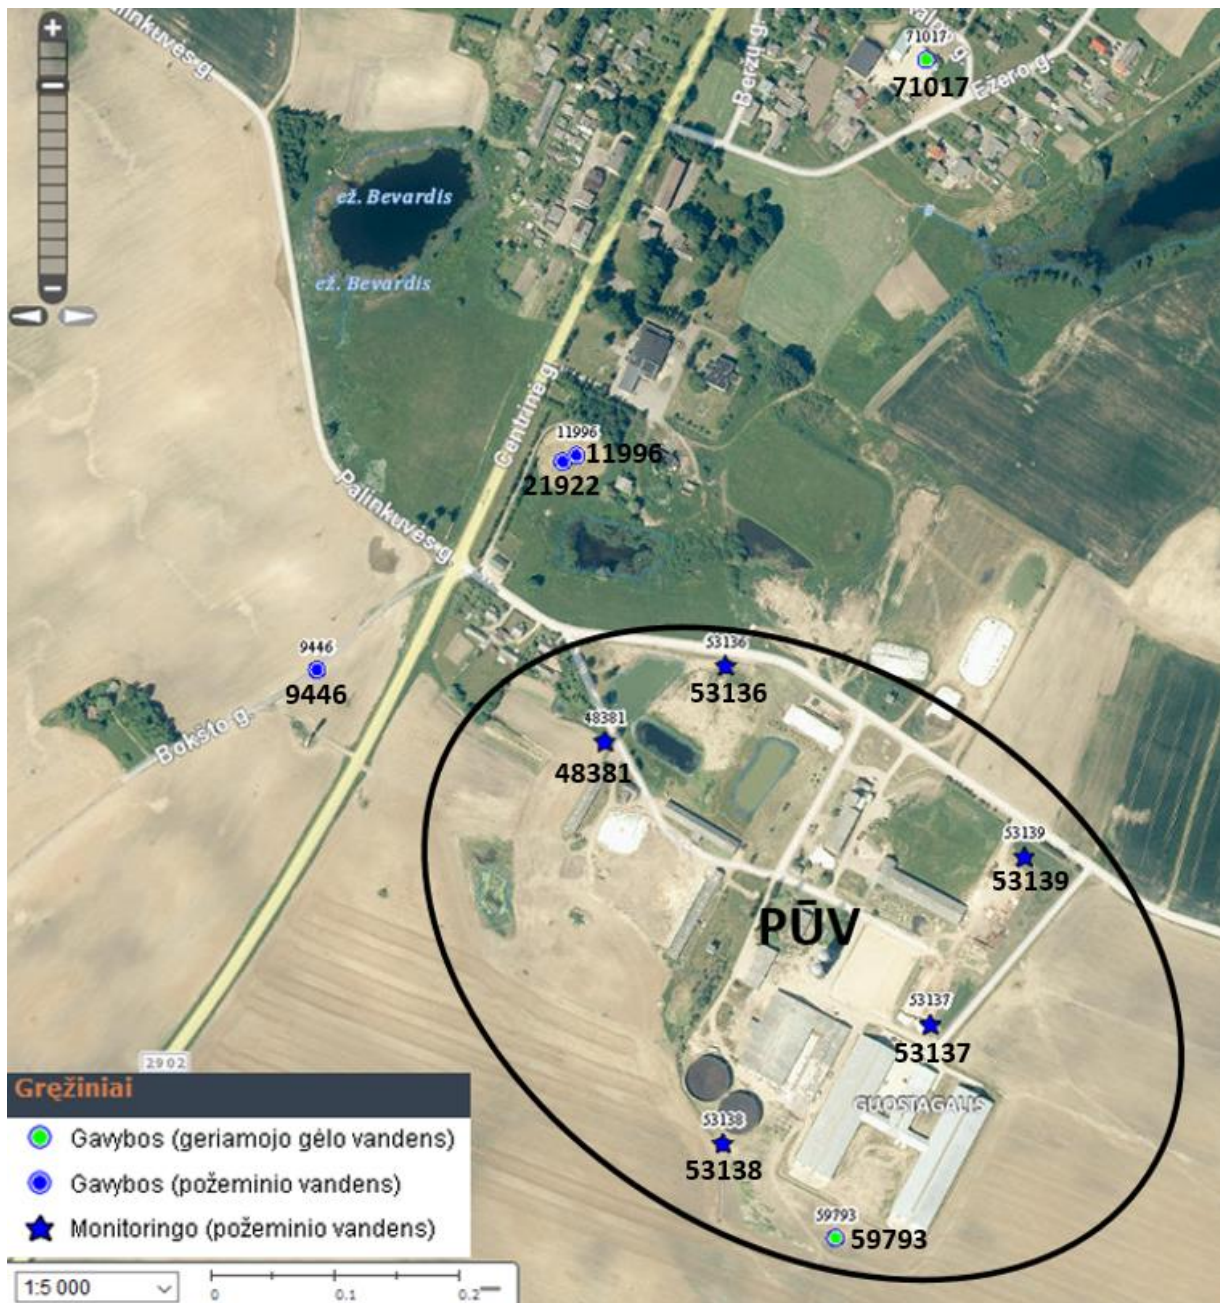 Palinkuvės g.
Beržų g.
alp
g.
71017
71017
Ežero g.
ež. Bevardis
ež. Bevardis
Centrinė g.
11996
11996
21922
Palinkuvės g.
9446
9446
Bokšto g.
53136
53136
48381
48381
53139
53139
PŪV
53137
53137
2902
GUOSTAGALIS
53138
53138
59793
59793
Gręžiniai
Gavybos (geriamojo gėlo vandens)
Gavybos (požeminio vandens)
Monitoringo (požeminio vandens)
1:5 000
0 0.1 0.2